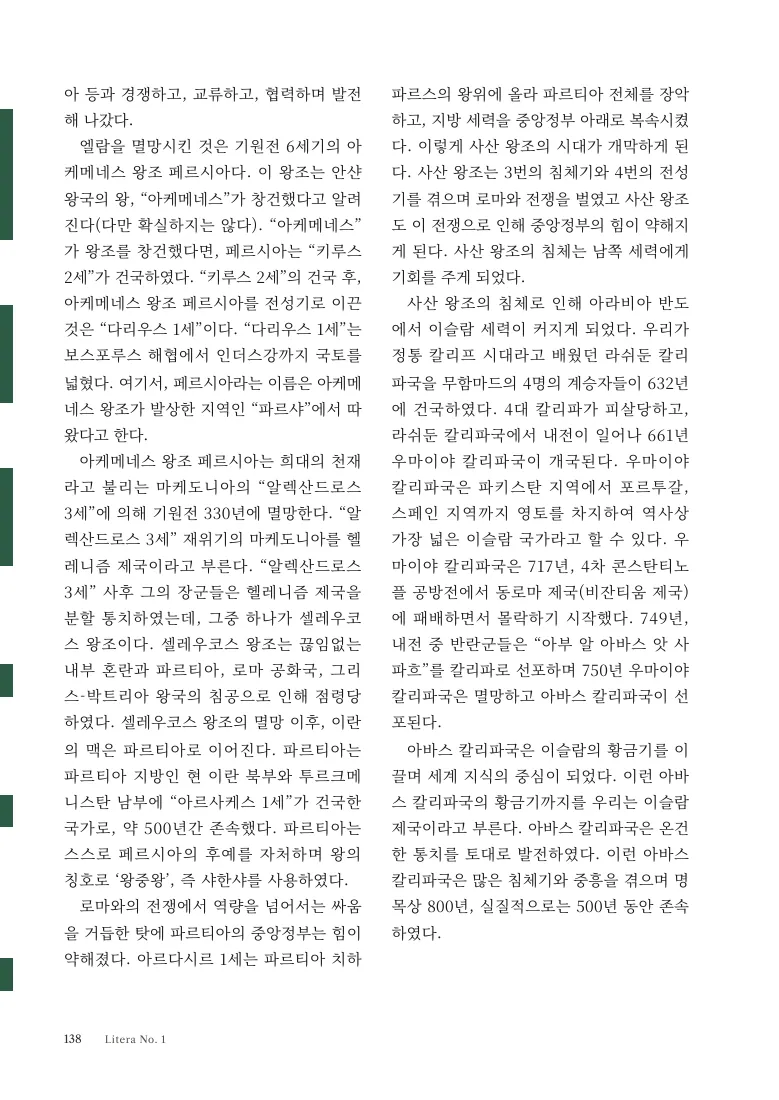 아 등과 경쟁하고, 교류하고, 협력하며 발전
해 나갔다.
엘람을 멸망시킨 것은 기원전 6세기의 아
케메네스 왕조 페르시아다. 이 왕조는 안샨
왕국의 왕, “아케메네스”가 창건했다고 알려
진다(다만 확실하지는 않다). “아케메네스”
가 왕조를 창건했다면, 페르시아는 “키루스
2세”가 건국하였다. “키루스 2세”의 건국 후,
아케메네스 왕조 페르시아를 전성기로 이끈
것은 “다리우스 1세”이다. “다리우스 1세”는
보스포루스 해협에서 인더스강까지 국토를
넓혔다. 여기서, 페르시아라는 이름은 아케메
네스 왕조가 발상한 지역인 “파르샤”에서 따
왔다고 한다.
아케메네스 왕조 페르시아는 희대의 천재
라고 불리는 마케도니아의 “알렉산드로스
3세”에 의해 기원전 330년에 멸망한다. “알
렉산드로스 3세” 재위기의 마케도니아를 헬
레니즘 제국이라고 부른다. “알렉산드로스
3세” 사후 그의 장군들은 헬레니즘 제국을
분할 통치하였는데, 그중 하나가 셀레우코
스 왕조이다. 셀레우코스 왕조는 끊임없는
내부 혼란과 파르티아, 로마 공화국, 그리
스-박트리아 왕국의 침공으로 인해 점령당
하였다. 셀레우코스 왕조의 멸망 이후, 이란
의 맥은 파르티아로 이어진다. 파르티아는
파르티아 지방인 현 이란 북부와 투르크메
니스탄 남부에 “아르사케스 1세”가 건국한
국가로, 약 500년간 존속했다. 파르티아는
스스로 페르시아의 후예를 자처하며 왕의
칭호로 ‘왕중왕’, 즉 샤한샤를 사용하였다.
로마와의 전쟁에서 역량을 넘어서는 싸움
을 거듭한 탓에 파르티아의 중앙정부는 힘이
약해졌다. 아르다시르 1세는 파르티아 치하
파르스의 왕위에 올라 파르티아 전체를 장악
하고, 지방 세력을 중앙정부 아래로 복속시켰
다. 이렇게 사산 왕조의 시대가 개막하게 된
다. 사산 왕조는 3번의 침체기와 4번의 전성
기를 겪으며 로마와 전쟁을 벌였고 사산 왕조
도 이 전쟁으로 인해 중앙정부의 힘이 약해지
게 된다. 사산 왕조의 침체는 남쪽 세력에게
기회를 주게 되었다.
사산 왕조의 침체로 인해 아라비아 반도
에서 이슬람 세력이 커지게 되었다. 우리가
정통 칼리프 시대라고 배웠던 라쉬둔 칼리
파국을 무함마드의 4명의 계승자들이 632년
에 건국하였다. 4대 칼리파가 피살당하고,
라쉬둔 칼리파국에서 내전이 일어나 661년
우마이야 칼리파국이 개국된다. 우마이야
칼리파국은 파키스탄 지역에서 포르투갈,
스페인 지역까지 영토를 차지하여 역사상
가장 넓은 이슬람 국가라고 할 수 있다. 우
마이야 칼리파국은 717년, 4차 콘스탄티노
플 공방전에서 동로마 제국(비잔티움 제국)
에 패배하면서 몰락하기 시작했다. 749년,
내전 중 반란군들은 “아부 알 아바스 앗 사
파흐”를 칼리파로 선포하며 750년 우마이야
칼리파국은 멸망하고 아바스 칼리파국이 선
포된다.
아바스 칼리파국은 이슬람의 황금기를 이
끌며 세계 지식의 중심이 되었다. 이런 아바
스 칼리파국의 황금기까지를 우리는 이슬람
제국이라고 부른다. 아바스 칼리파국은 온건
한 통치를 토대로 발전하였다. 이런 아바스
칼리파국은 많은 침체기와 중흥을 겪으며 명
목상 800년, 실질적으로는 500년 동안 존속
하였다.
138 Litera No. 1